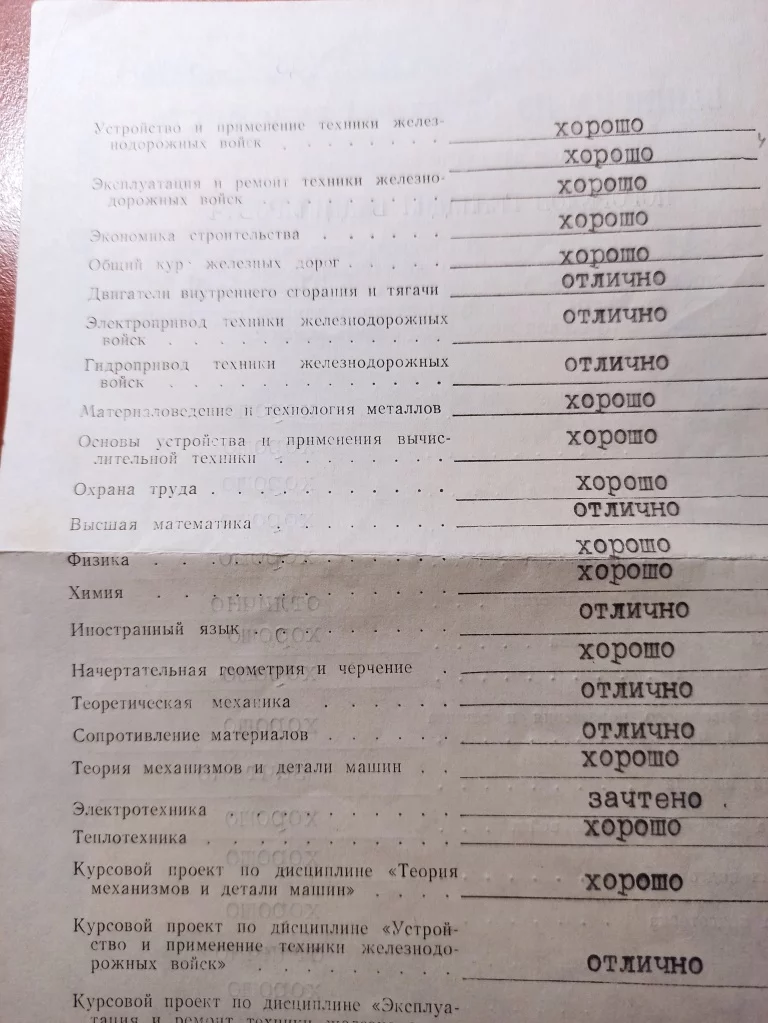 Устройство и применение техники желез- хорошо
нодорожных войск . . . . . . . хорошо
Эксплуатация и ремонт техники железно- хорошо
дорожных войск . . . . . . . .
Экономика строительства . . . . . . хорошо
Общий кур железных дорог . . . . . хорошо
Двигатели внутреннего сгорания и тягачи отлично
Электропривод техники железнодорожных отлично
войск . . . . . . . . . . . .
Гидропривод техники железнодорожных отлично
войск . . . . . . . . . . . .
Материаловедение и технология металлов хорошо
Основы устройства и применения вычис- хорошо
лительной техники . . . . . . .
Охрана труда . . . . . . . . . . хорошо
Высшая математика . . . . . . . . отлично
Физика . . . . . . . . . . . . . хорошо
хорошо
Химия . . . . . . . . . . . . .
Иностранный язык . . . . . . . . . отлично
Начертательная геометрия и черчение . хорошо
Теоретическая механика . . . . . . отлично
Сопротивление материалов . . . . . . отлично
Теория механизмов и детали машин . . хорошо
Электротехника . . . . . . . . . . зачтено .
Теплотехника . . . . . . . . . . . хорошо
Курсовой проект по дисциплине «Теория
механизмов и детали машин» . . . . хорошо
Курсовой проект по дисциплине «Устрой-
ство и применение техники железнодо-
рожных войск» . . . . . . . . . отлично
Курсовой проект по дисциплине «Эксплуа-
тация и ремонт техники